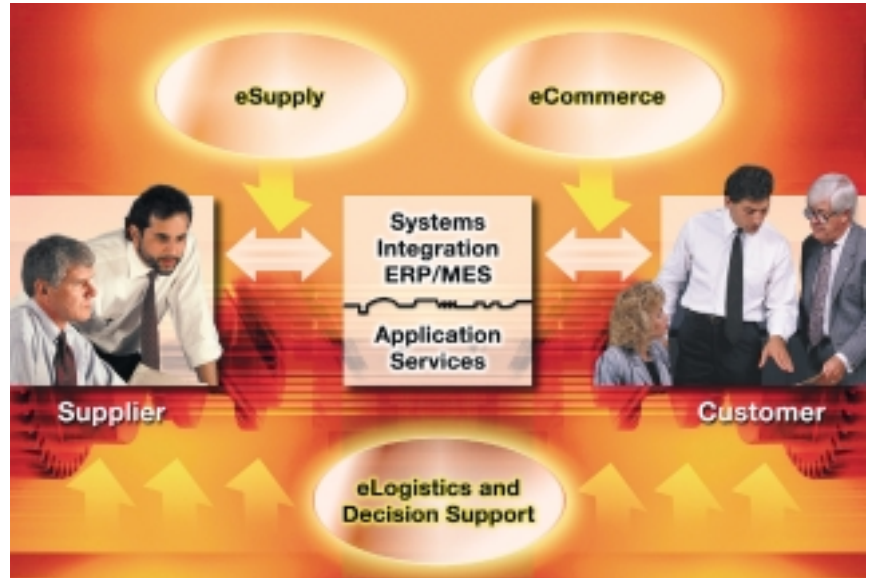 eSupply
eCommerce
Systems
Integration
ERP/MES
Application
Services
Supplier
Customer
eLogistics and
Decision Support